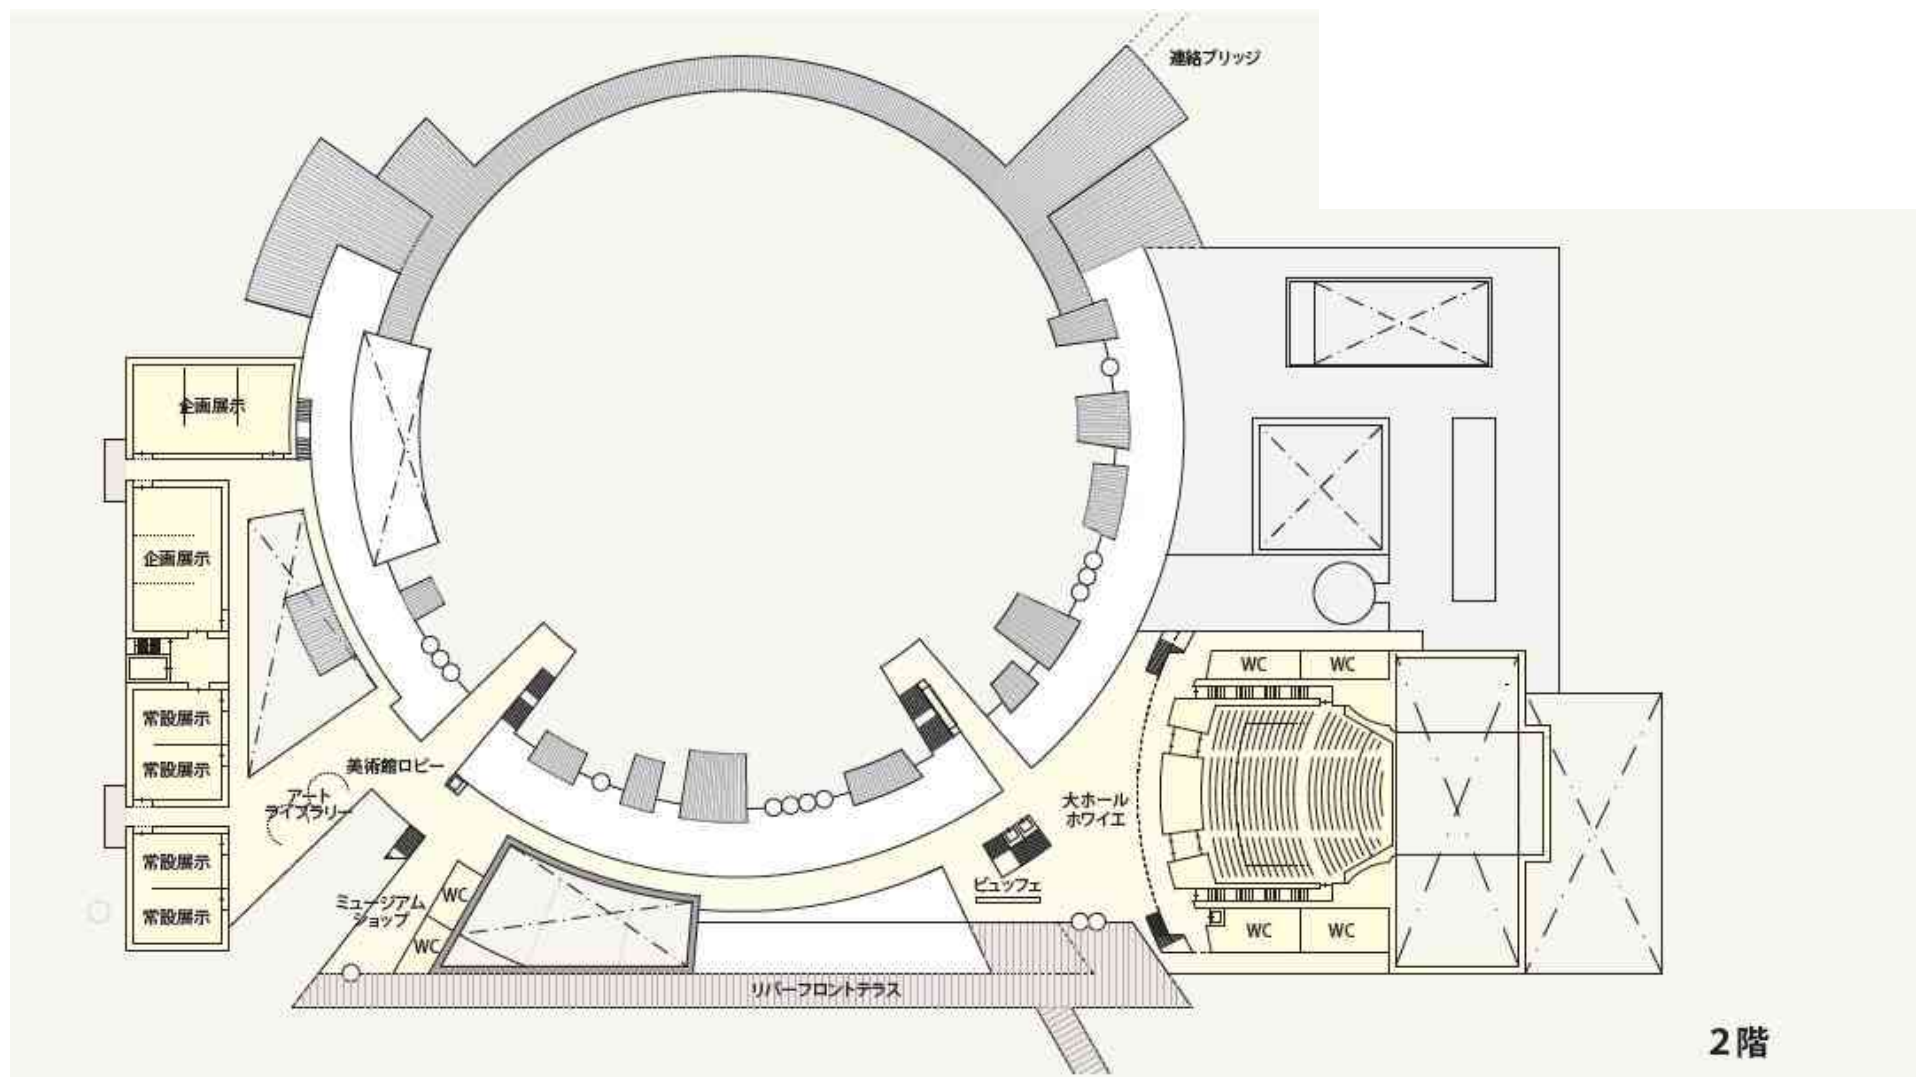 連絡ブリッジ
企画展示
企画展示
WC
WC
常設展示
常設展示
美術館ロビー
アート
ライブラリー
大ホール
ホワイエ
常設展示
常設展示
ビュッフェ
ミュージアム
ショップ
WC
WC
WC
WC
リバーフロントテラス
2階